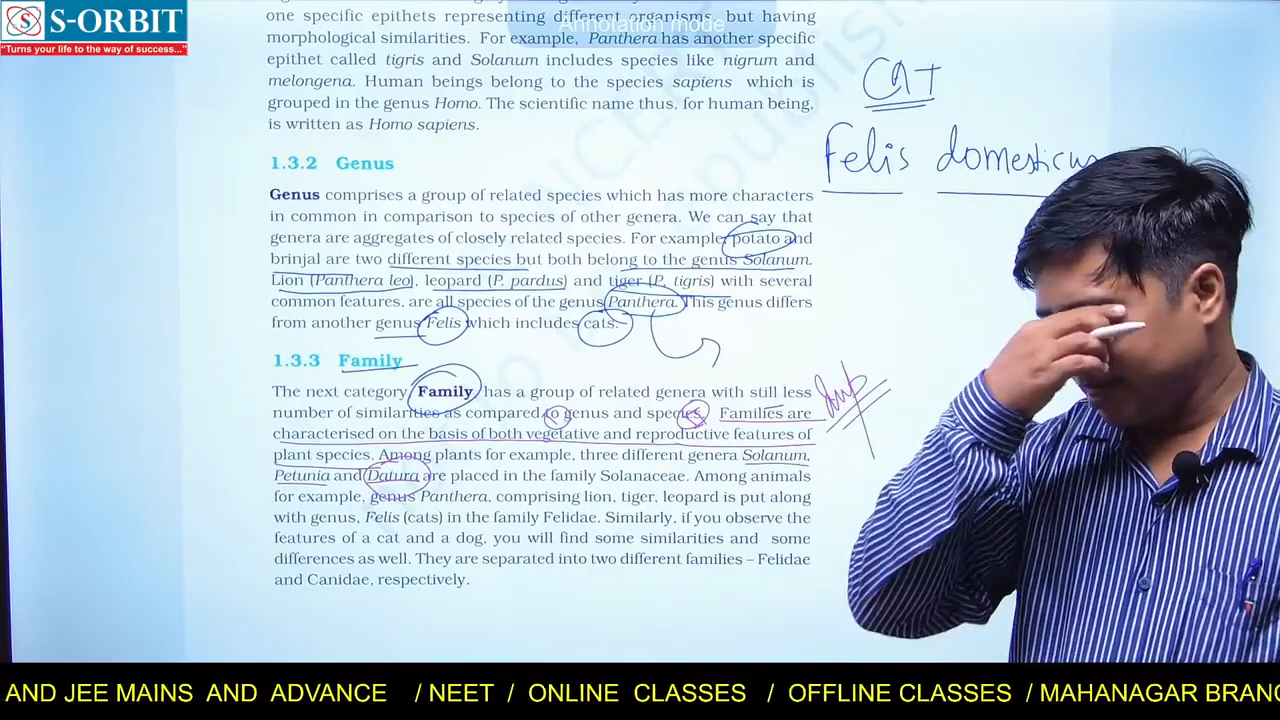 S-ORBIT
"Turns your life to the way of success..."
Annotation mode
one specific epithets representing different organisms, but having
morphological similarities. For example, Panthera has another specific
epithet called tigris and Solanum includes species like nigrum and
melongena. Human beings belong to the species sapiens which is
grouped in the genus Homo. The scientific name thus, for human being,
is written as Homo sapiens.
CAT
Felis domesticus
1.3.2 Genus
Genus comprises a group of related species which has more characters
in common in comparison to species of other genera. We can say that
genera are aggregates of closely related species. For example, potato and
brinjal are two different species but both belong to the genus Solanum.
Lion (Panthera leo), leopard (P. pardus) and tiger (P. tigris) with several
common features, are all species of the genus Panthera. This genus differs
from another genus Felis which includes cats.
1.3.3 Family
The next category, Family, has a group of related genera with still less
number of similarities as compared to genus and species. Families are
characterised on the basis of both vegetative and reproductive features of
plant species. Among plants for example, three different genera Solanum,
Petunia and Datura are placed in the family Solanaceae. Among animals
for example, genus Panthera, comprising lion, tiger, leopard is put along
with genus, Felis (cats) in the family Felidae. Similarly, if you observe the
features of a cat and a dog, you will find some similarities and some
differences as well. They are separated into two different families – Felidae
and Canidae, respectively.
Imp
AND JEE MAINS AND ADVANCE / NEET / ONLINE CLASSES / OFFLINE CLASSES / MAHANAGAR